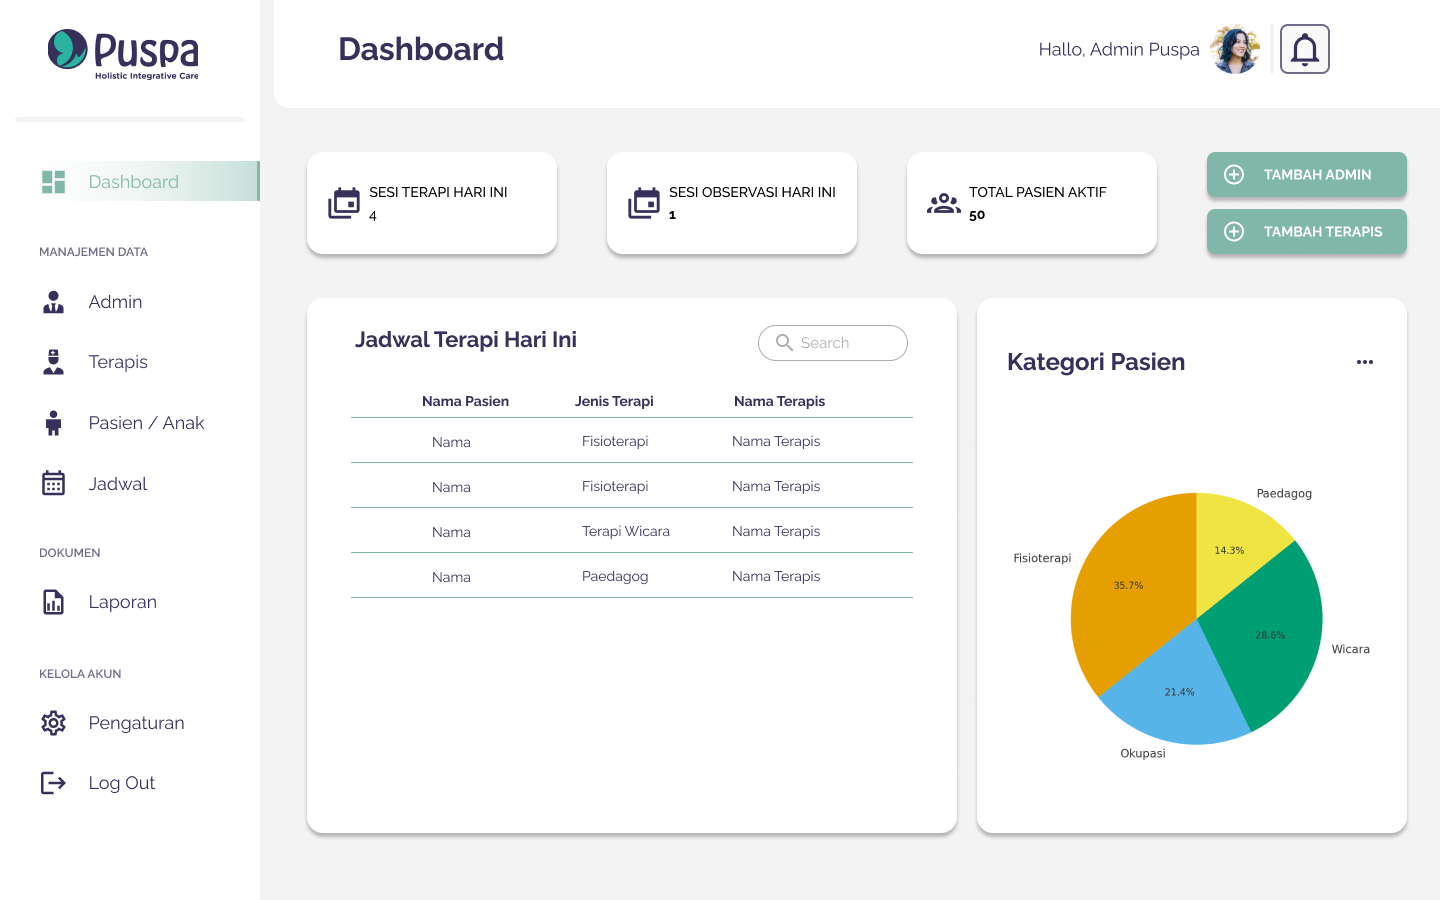 Puspa
Holistic Integrative Care
Dashboard
Hallo, Admin Puspa
Dashboard
MANAJEMEN DATA
Admin
Terapis
Pasien / Anak
Jadwal
DOKUMEN
Laporan
KELOLA AKUN
Pengaturan
Log Out
SESI TERAPI HARI INI
4
SESI OBSERVASI HARI INI
1
TOTAL PASIEN AKTIF
50
TAMBAH ADMIN
TAMBAH TERAPIS
Jadwal Terapi Hari Ini
Search
Nama Pasien Jenis Terapi Nama Terapis
Nama Fisioterapi Nama Terapis
Nama Fisioterapi Nama Terapis
Nama Terapi Wicara Nama Terapis
Nama Paedagog Nama Terapis
Kategori Pasien
Paedagog
14.3%
Fisioterapi
35.7%
28.6%
Wicara
21.4%
Okupasi